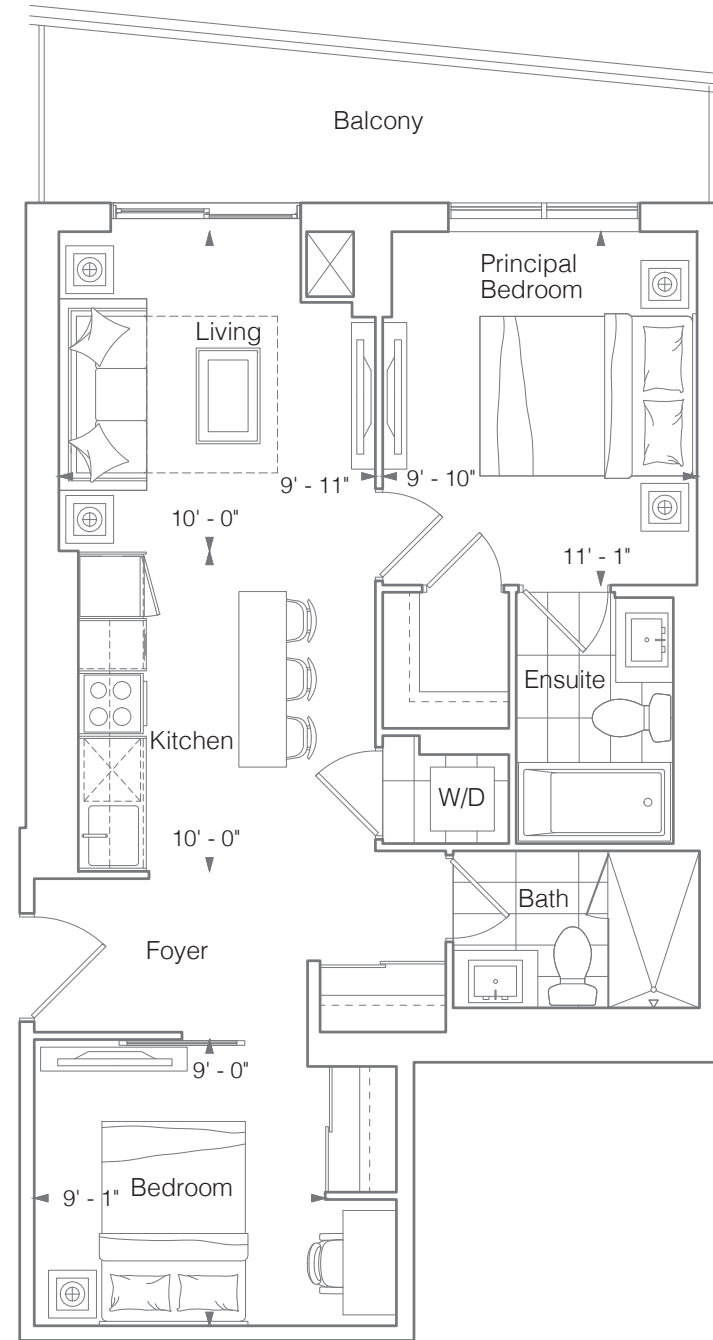 Balcony
Principal
Bedroom
Living
9' - 11"
9' - 10"
10' - 0"
11' - 1"
Ensuite
Kitchen
W/D
10' - 0"
Bath
Foyer
9' - 0"
9' - 1"
Bedroom